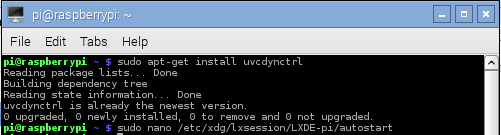 pi@raspberrypi: ~
File Edit Tabs Help
pi@raspberrypi ~ $ sudo apt-get install uvcdynctrl
Reading package lists... Done
Building dependency tree
Reading state information... Done
uvcdynctrl is already the newest version.
0 upgraded, 0 newly installed, 0 to remove and 0 not upgraded.
pi@raspberrypi ~ $ sudo nano /etc/xdg/lxsession/LXDE-pi/autostart